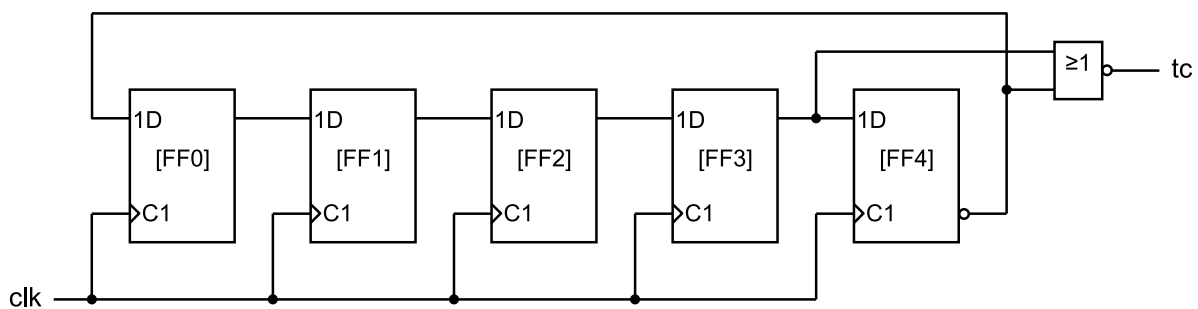 ≥1
tc
1D 1D 1D 1D 1D
[FF0] [FF1] [FF2] [FF3] [FF4]
C1 C1 C1 C1 C1
clk